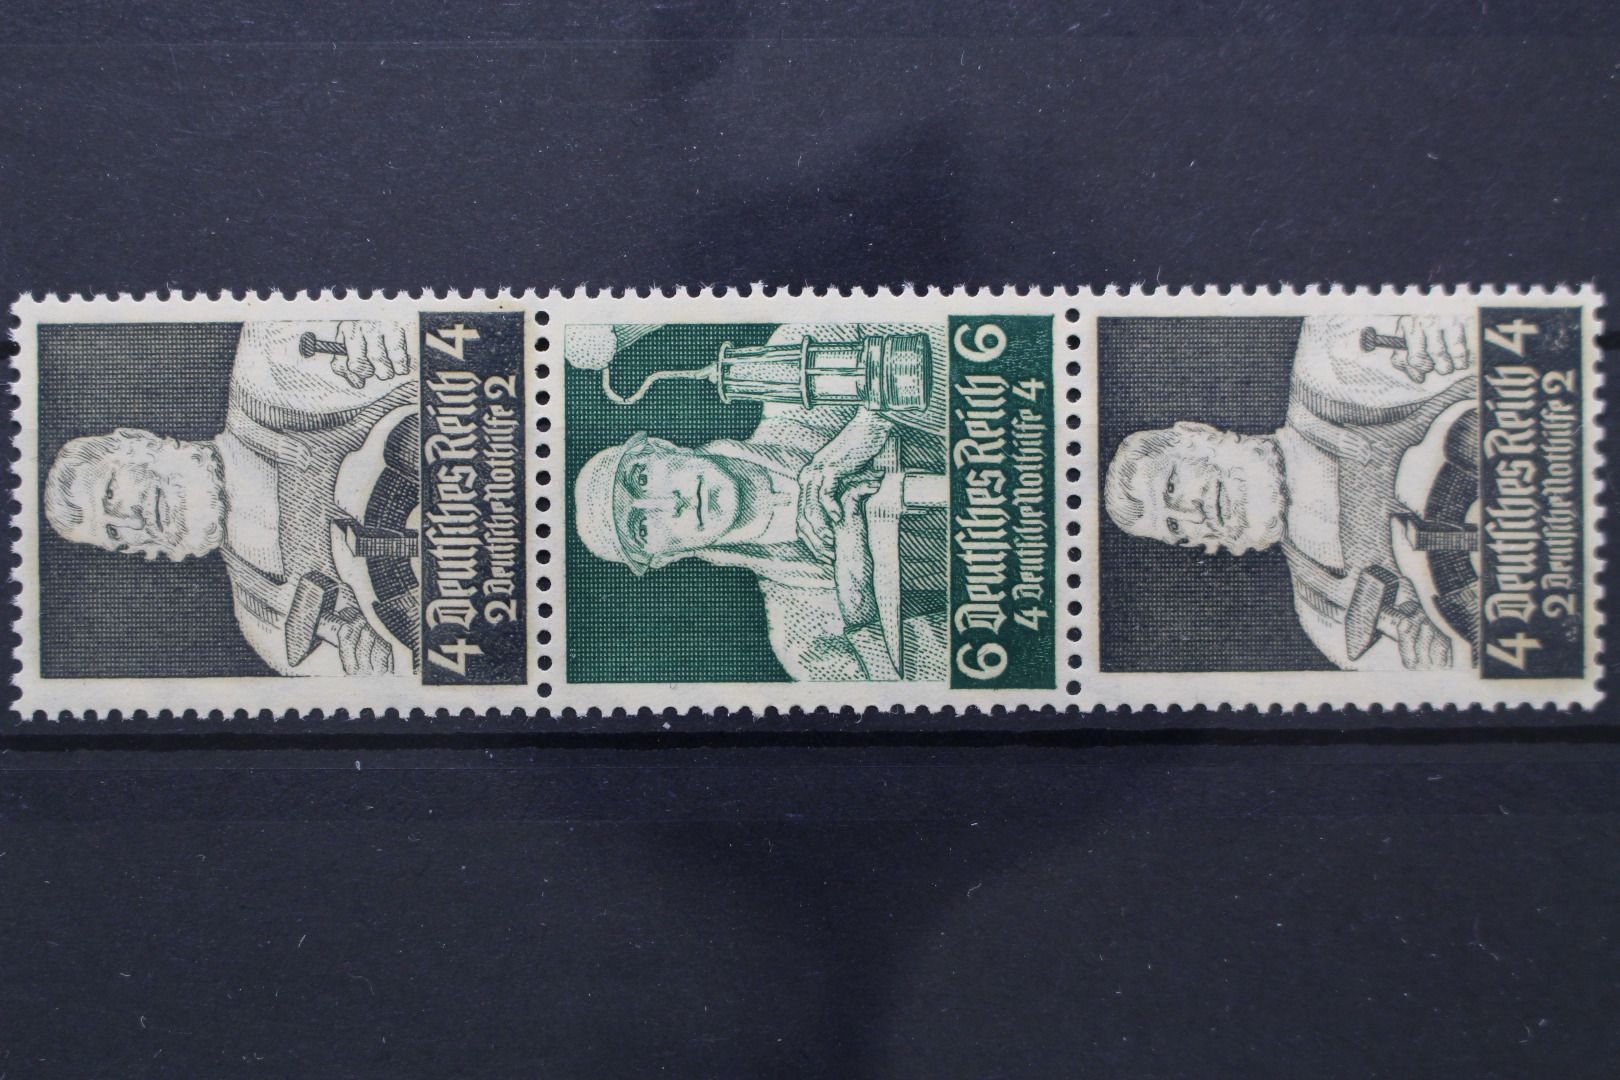 4 Deutsches Reich 4
2 Deutsche Nothilfe 2
6 Deutsches Reich 6
4 Deutsche Nothilfe 4
4 Deutsches Reich 4
2 Deutsche Nothilfe 2